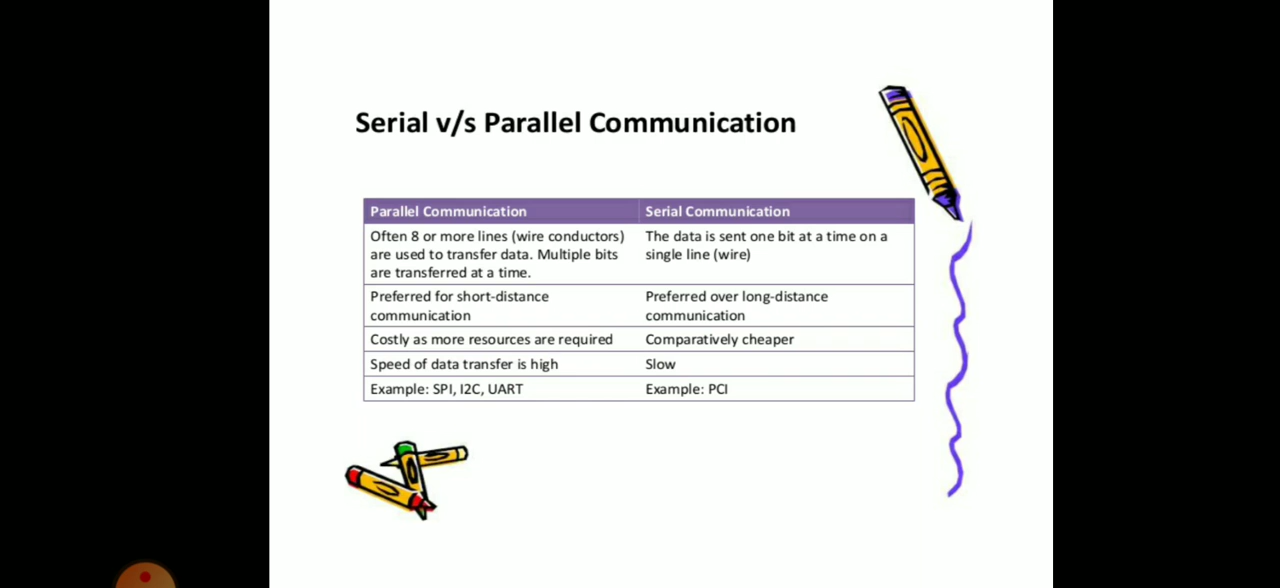 Serial v/s Parallel Communication
Parallel Communication
Serial Communication
Often 8 or more lines (wire conductors)
are used to transfer data. Multiple bits
are transferred at a time.
The data is sent one bit at a time on a
single line (wire)
Preferred for short-distance
communication
Preferred over long-distance
communication
Costly as more resources are required
Comparatively cheaper
Speed of data transfer is high
Slow
Example: SPI, I2C, UART
Example: PCI